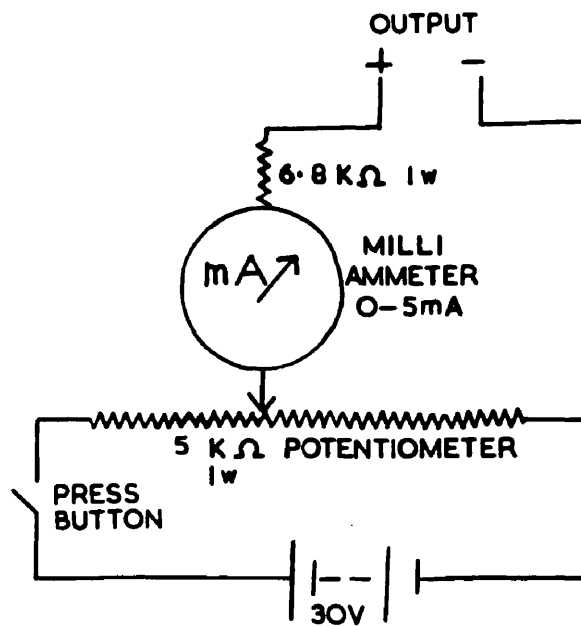 OUTPUT
+ -
6.8 KΩ 1w
mA
MILLI
AMMETER
0-5mA
5 KΩ POTENTIOMETER
1w
PRESS
BUTTON
30V